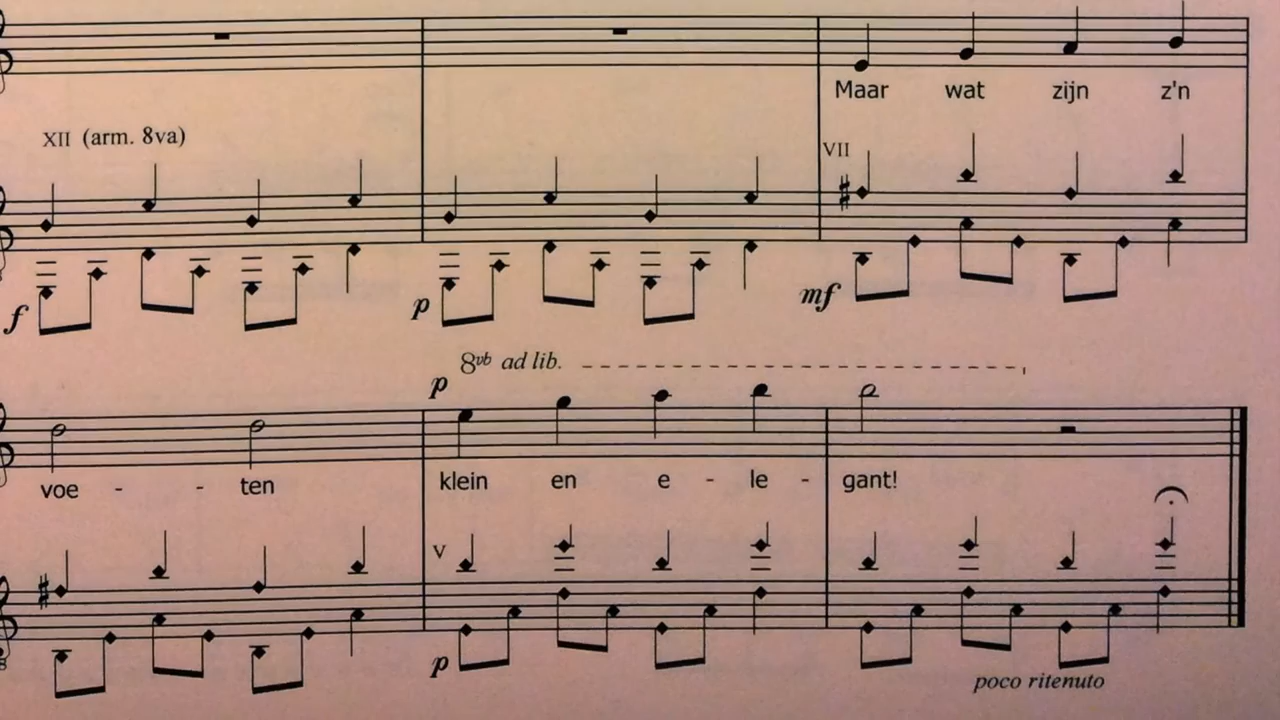 Maar wat zijn z'n
XII (arm. 8va)
VII
f p mf
8vb ad lib.
p
voe - - ten klein en e - le - gant!
V
p
poco ritenuto
8